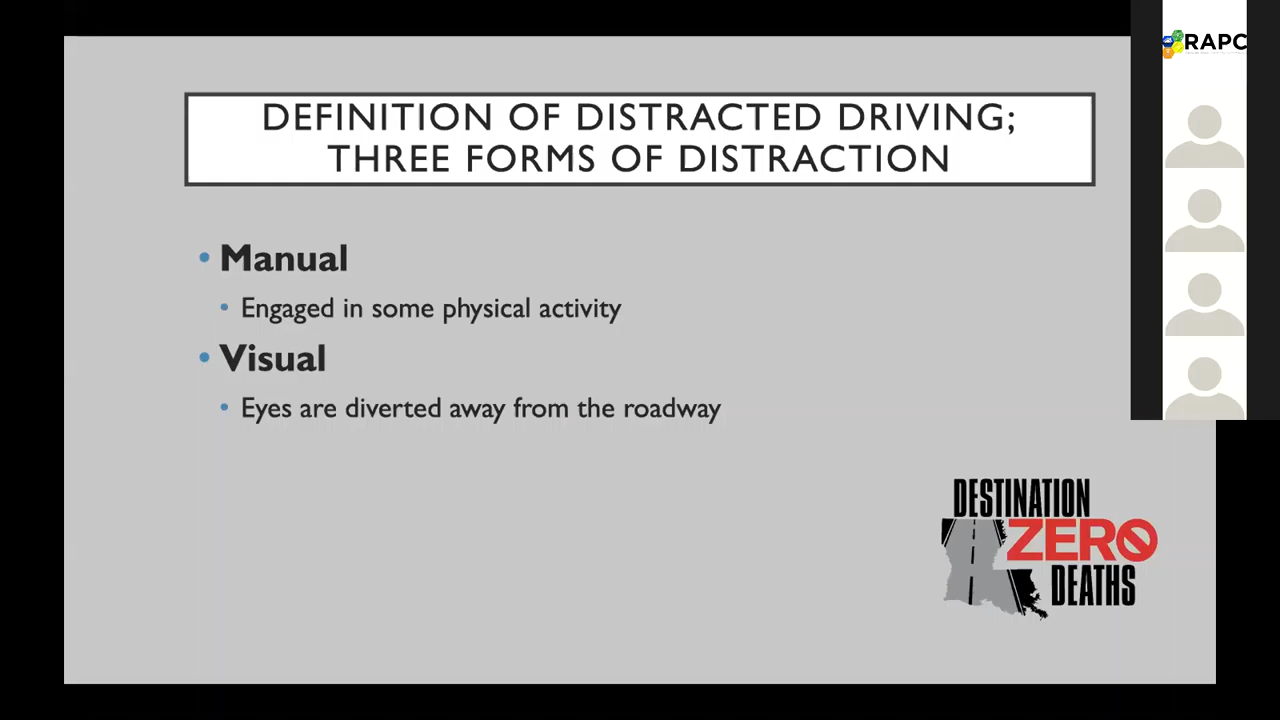 DEFINITION OF DISTRACTED DRIVING;
THREE FORMS OF DISTRACTION
• Manual
• Engaged in some physical activity
• Visual
• Eyes are diverted away from the roadway
DESTINATION
ZERO
DEATHS
RAPC